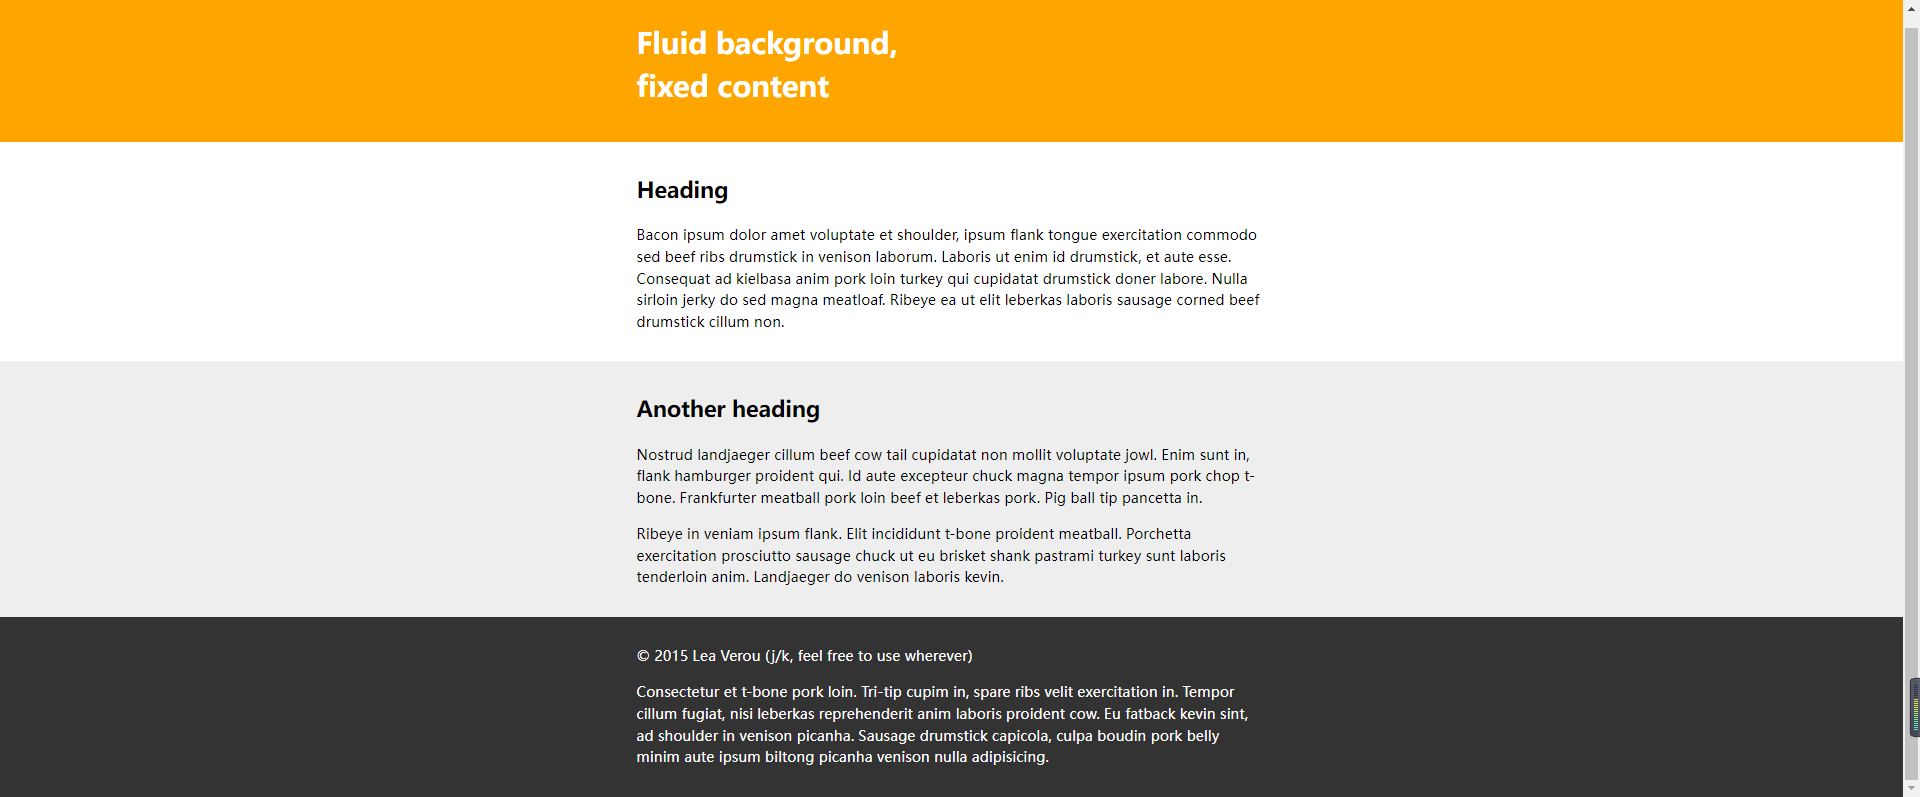 Fluid background,
fixed content
Heading
Bacon ipsum dolor amet voluptate et shoulder, ipsum flank tongue exercitation commodo
sed beef ribs drumstick in venison laborum. Laboris ut enim id drumstick, et aute esse.
Consequat ad kielbasa anim pork loin turkey qui cupidatat drumstick doner labore. Nulla
sirloin jerky do sed magna meatloaf. Ribeye ea ut elit leberkas laboris sausage corned beef
drumstick cillum non.
Another heading
Nostrud landjaeger cillum beef cow tail cupidatat non mollit voluptate jowl. Enim sunt in,
flank hamburger proident qui. Id aute excepteur chuck magna tempor ipsum pork chop t-
bone. Frankfurter meatball pork loin beef et leberkas pork. Pig ball tip pancetta in.
Ribeye in veniam ipsum flank. Elit incididunt t-bone proident meatball. Porchetta
exercitation prosciutto sausage chuck ut eu brisket shank pastrami turkey sunt laboris
tenderloin anim. Landjaeger do venison laboris kevin.
© 2015 Lea Verou (j/k, feel free to use wherever)
Consectetur et t-bone pork loin. Tri-tip cupim in, spare ribs velit exercitation in. Tempor
cillum fugiat, nisi leberkas reprehenderit anim laboris proident cow. Eu fatback kevin sint,
ad shoulder in venison picanha. Sausage drumstick capicola, culpa boudin pork belly
minim aute ipsum biltong picanha venison nulla adipisicing.